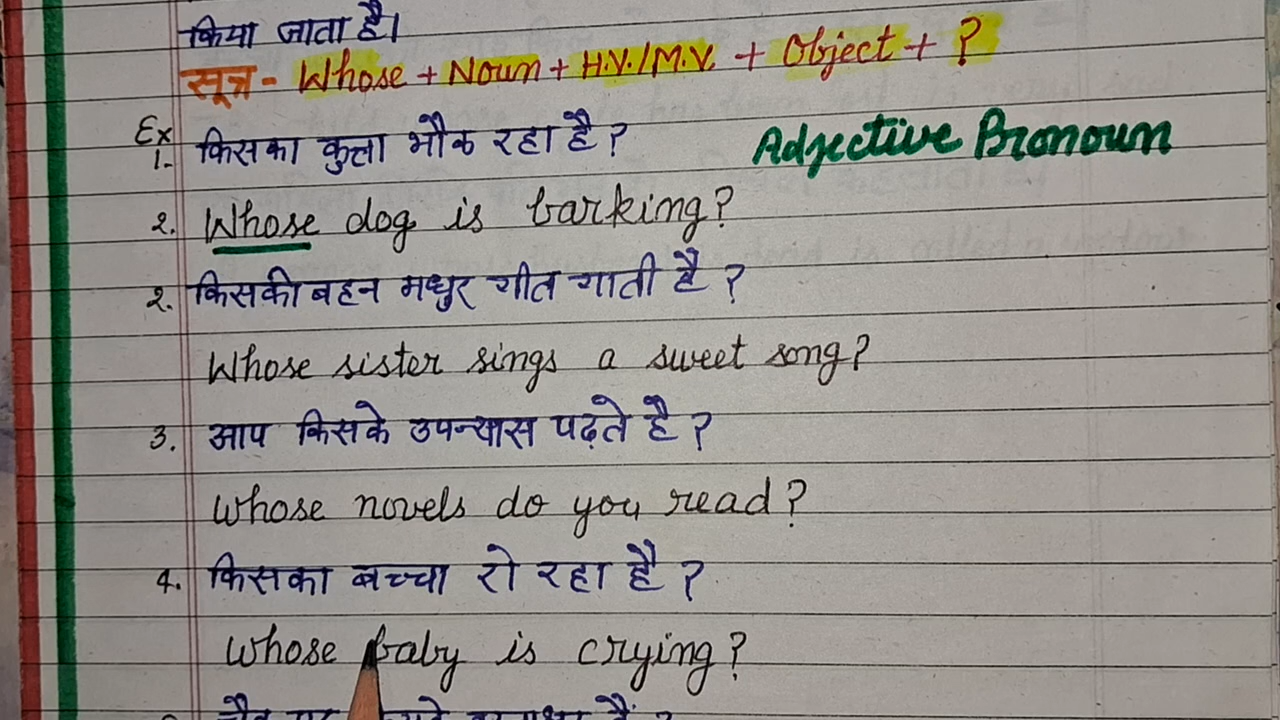 किया जाता है।
सूत्र - Whose + Noun + H.V./M.V. + Object + ?
Ex
1.- किसका कुत्ता भौंक रहा है ? Adjective Pronoun
2. Whose dog is barking?
2. किसकी बहन मधुर गीत गाती है ?
Whose sister sings a sweet song?
3. आप किसके उपन्यास पढ़ते है ?
Whose novels do you read?
4. किसका बच्चा रो रहा है ?
Whose baby is crying?